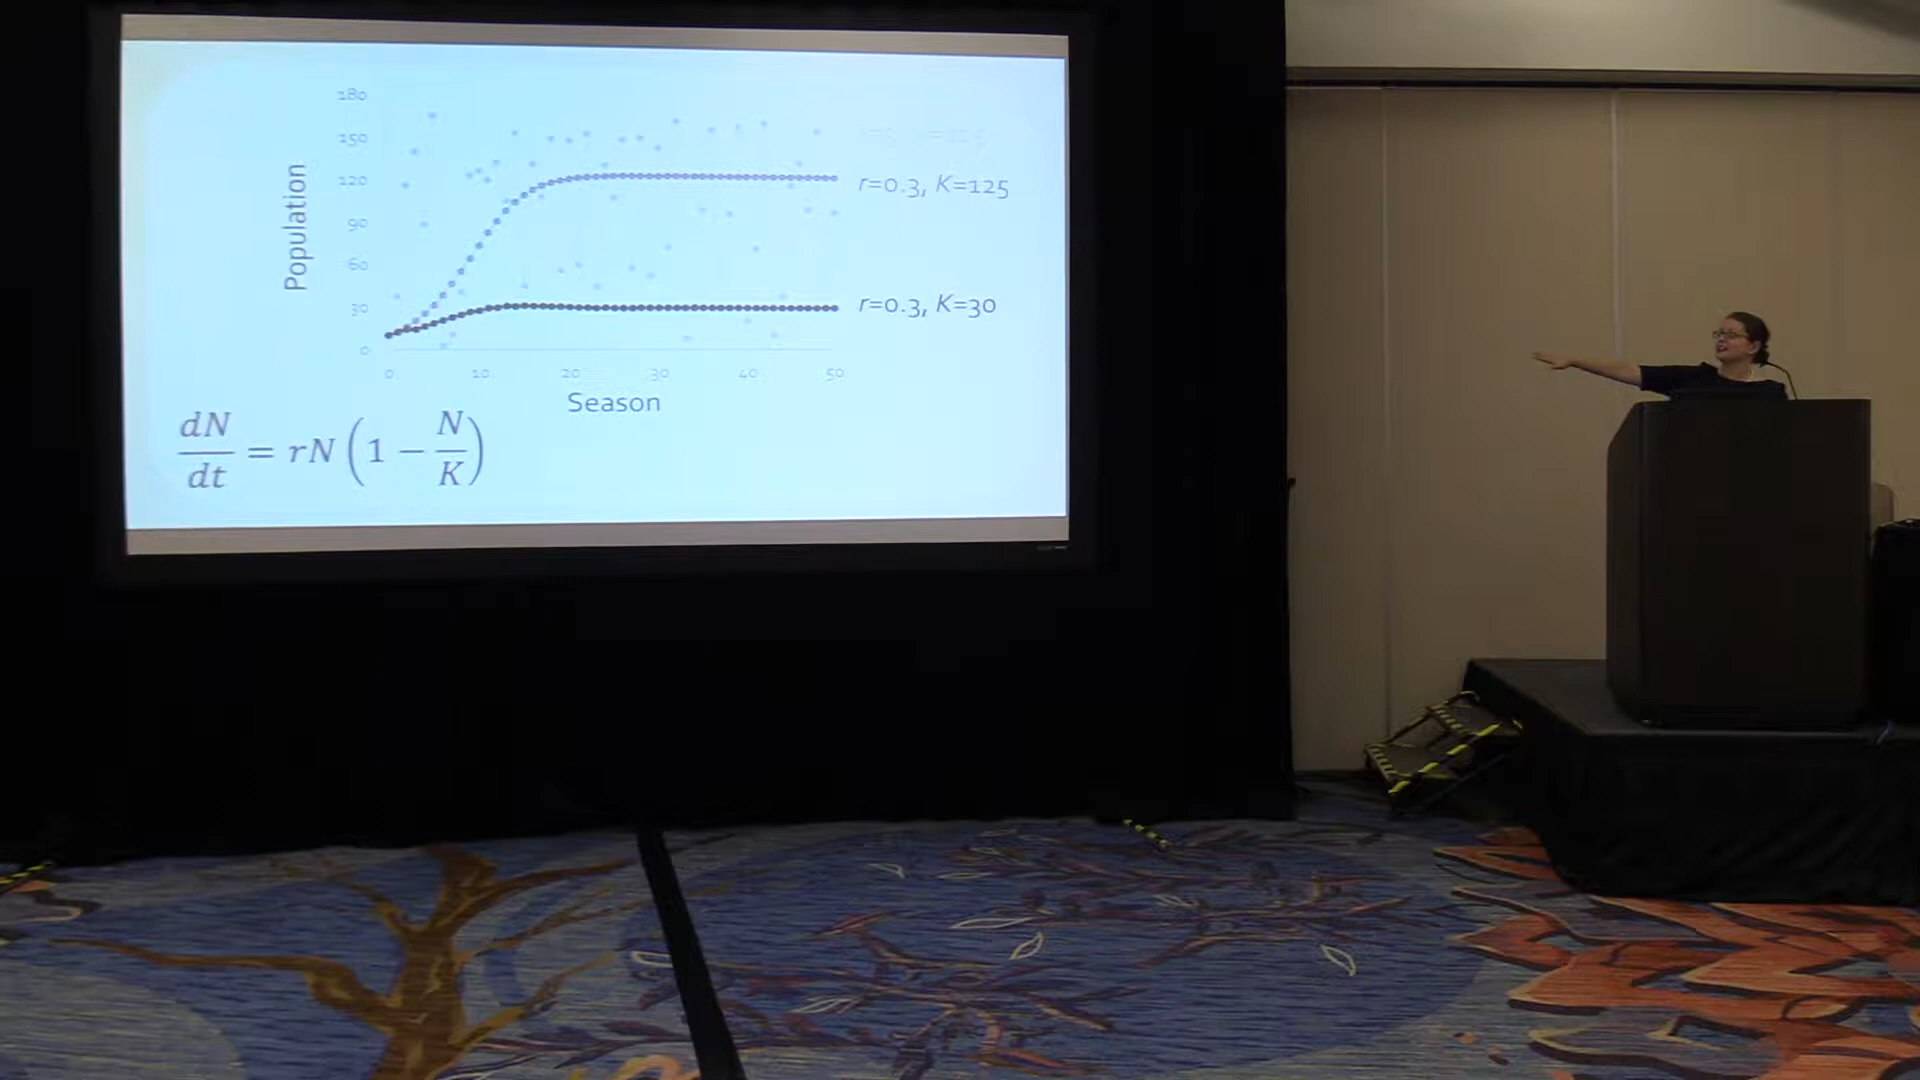 180
150
120
90
60
30
0
Population
0 10 20 30 40 50
Season
r=0.3, K=125
r=0.3, K=30
dN/dt = rN(1 − N/K)